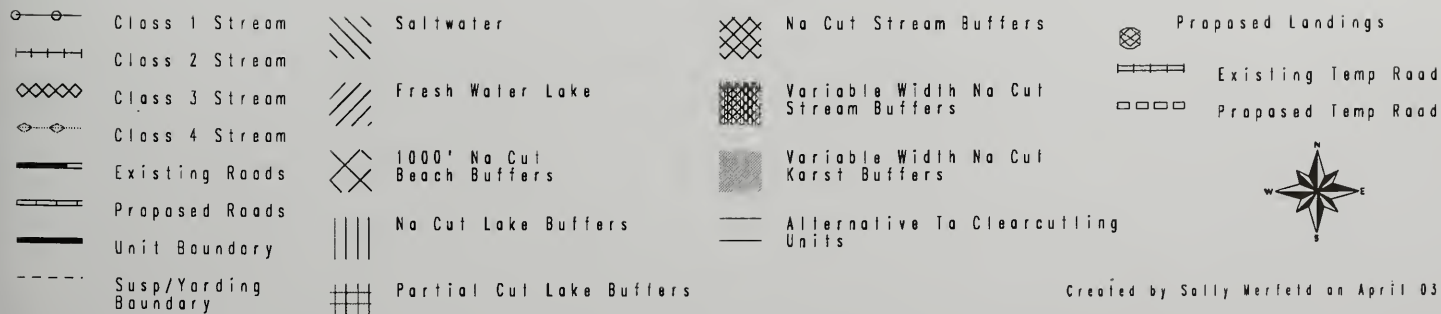 Class 1 Stream
Class 2 Stream
Class 3 Stream
Class 4 Stream
Existing Roads
Proposed Roads
Unit Boundary
Susp/Yarding
Boundary
Saltwater
Fresh Water Lake
1000' No Cut
Beach Buffers
No Cut Lake Buffers
Partial Cut Lake Buffers
No Cut Stream Buffers
Variable Width No Cut
Stream Buffers
Variable Width No Cut
Karst Buffers
Alternative To Clearcutting
Units
Proposed Landings
Existing Temp Road
Proposed Temp Road
N
W E
S
Created by Sally Merfeld on April 03